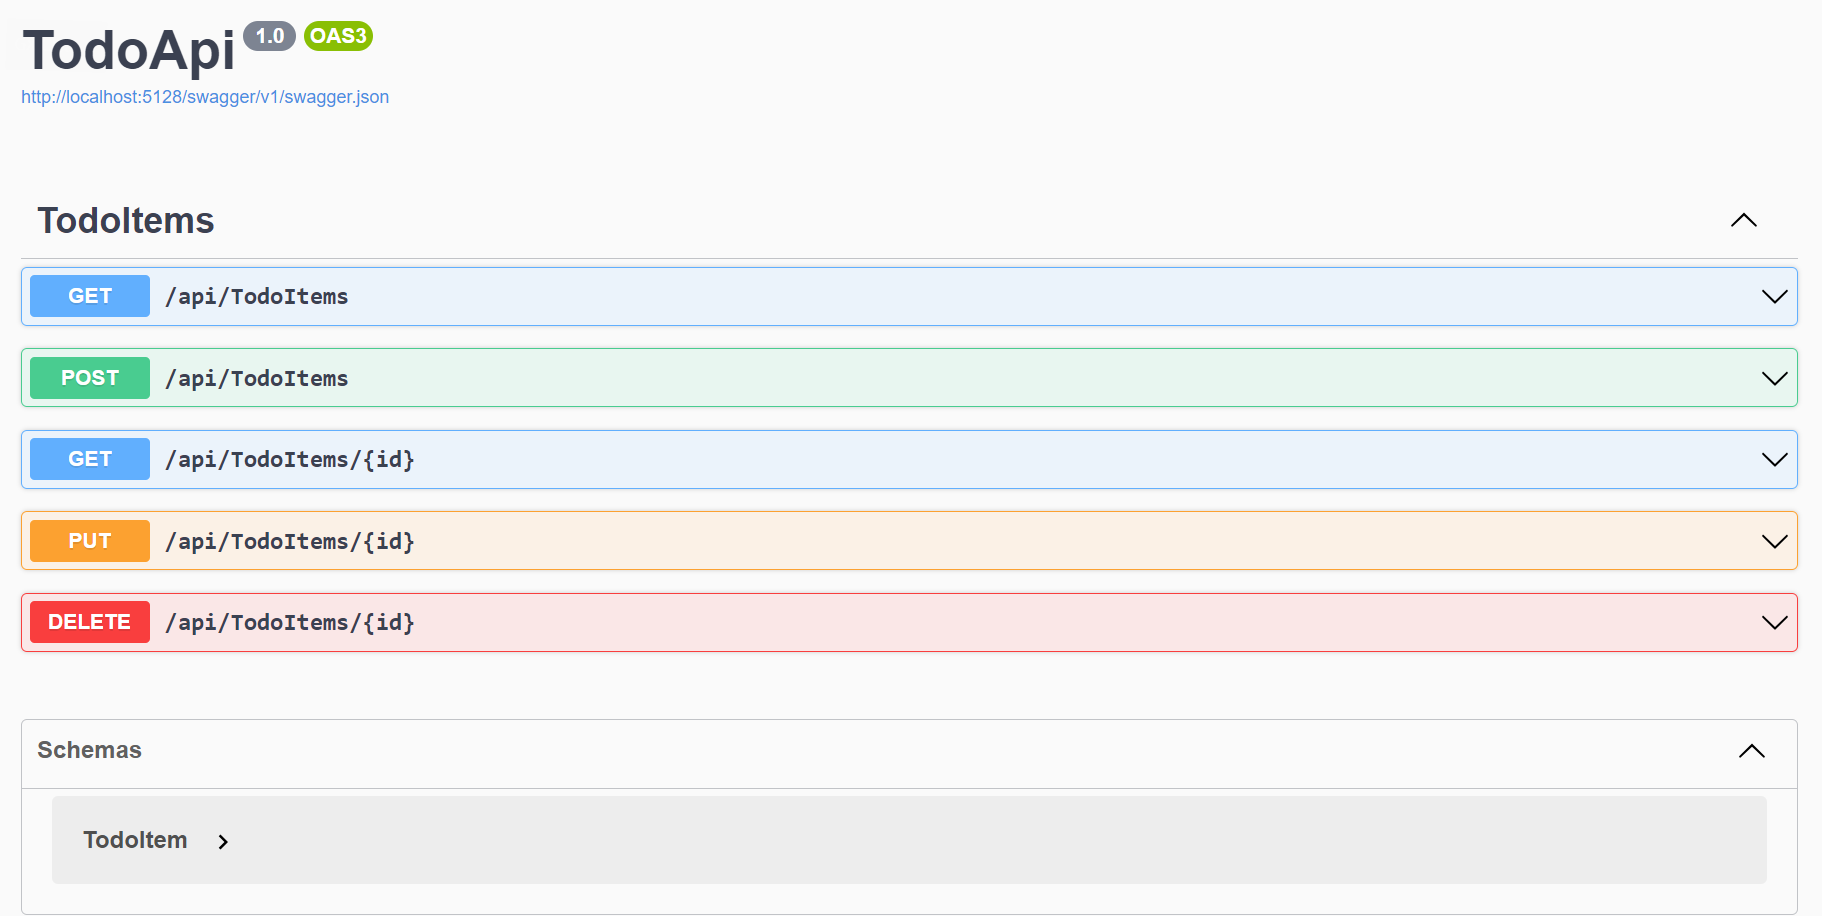 TodoApi 1.0 OAS3
http://localhost:5128/swagger/v1/swagger.json
TodoItems
GET /api/TodoItems
POST /api/TodoItems
GET /api/TodoItems/{id}
PUT /api/TodoItems/{id}
DELETE /api/TodoItems/{id}
Schemas
TodoItem